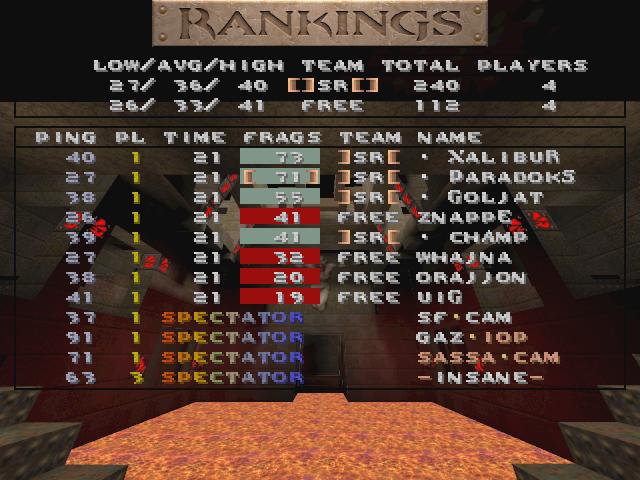 RANKINGS
LOW/AVG/HIGH TEAM TOTAL PLAYERS
27/ 36/ 40 []SR[] 240 4
26/ 33/ 41 FREE 112 4
PING PL TIME FRAGS TEAM NAME
40 1 21 73 ]SR[ · XALIBUR
27 1 21 [ 71 ] ]SR[ · PARADOKS
38 1 21 55 ]SR[ · GOLJAT
26 1 21 41 FREE ZNAPPE
39 1 21 41 ]SR[ · CHAMP
27 1 21 32 FREE WHAJNA
38 1 21 20 FREE ORAJJON
41 1 21 19 FREE UIG
37 1 SPECTATOR SF·CAM
91 1 SPECTATOR GAZ·IOP
71 1 SPECTATOR SASSA·CAM
63 3 SPECTATOR -INSANE-